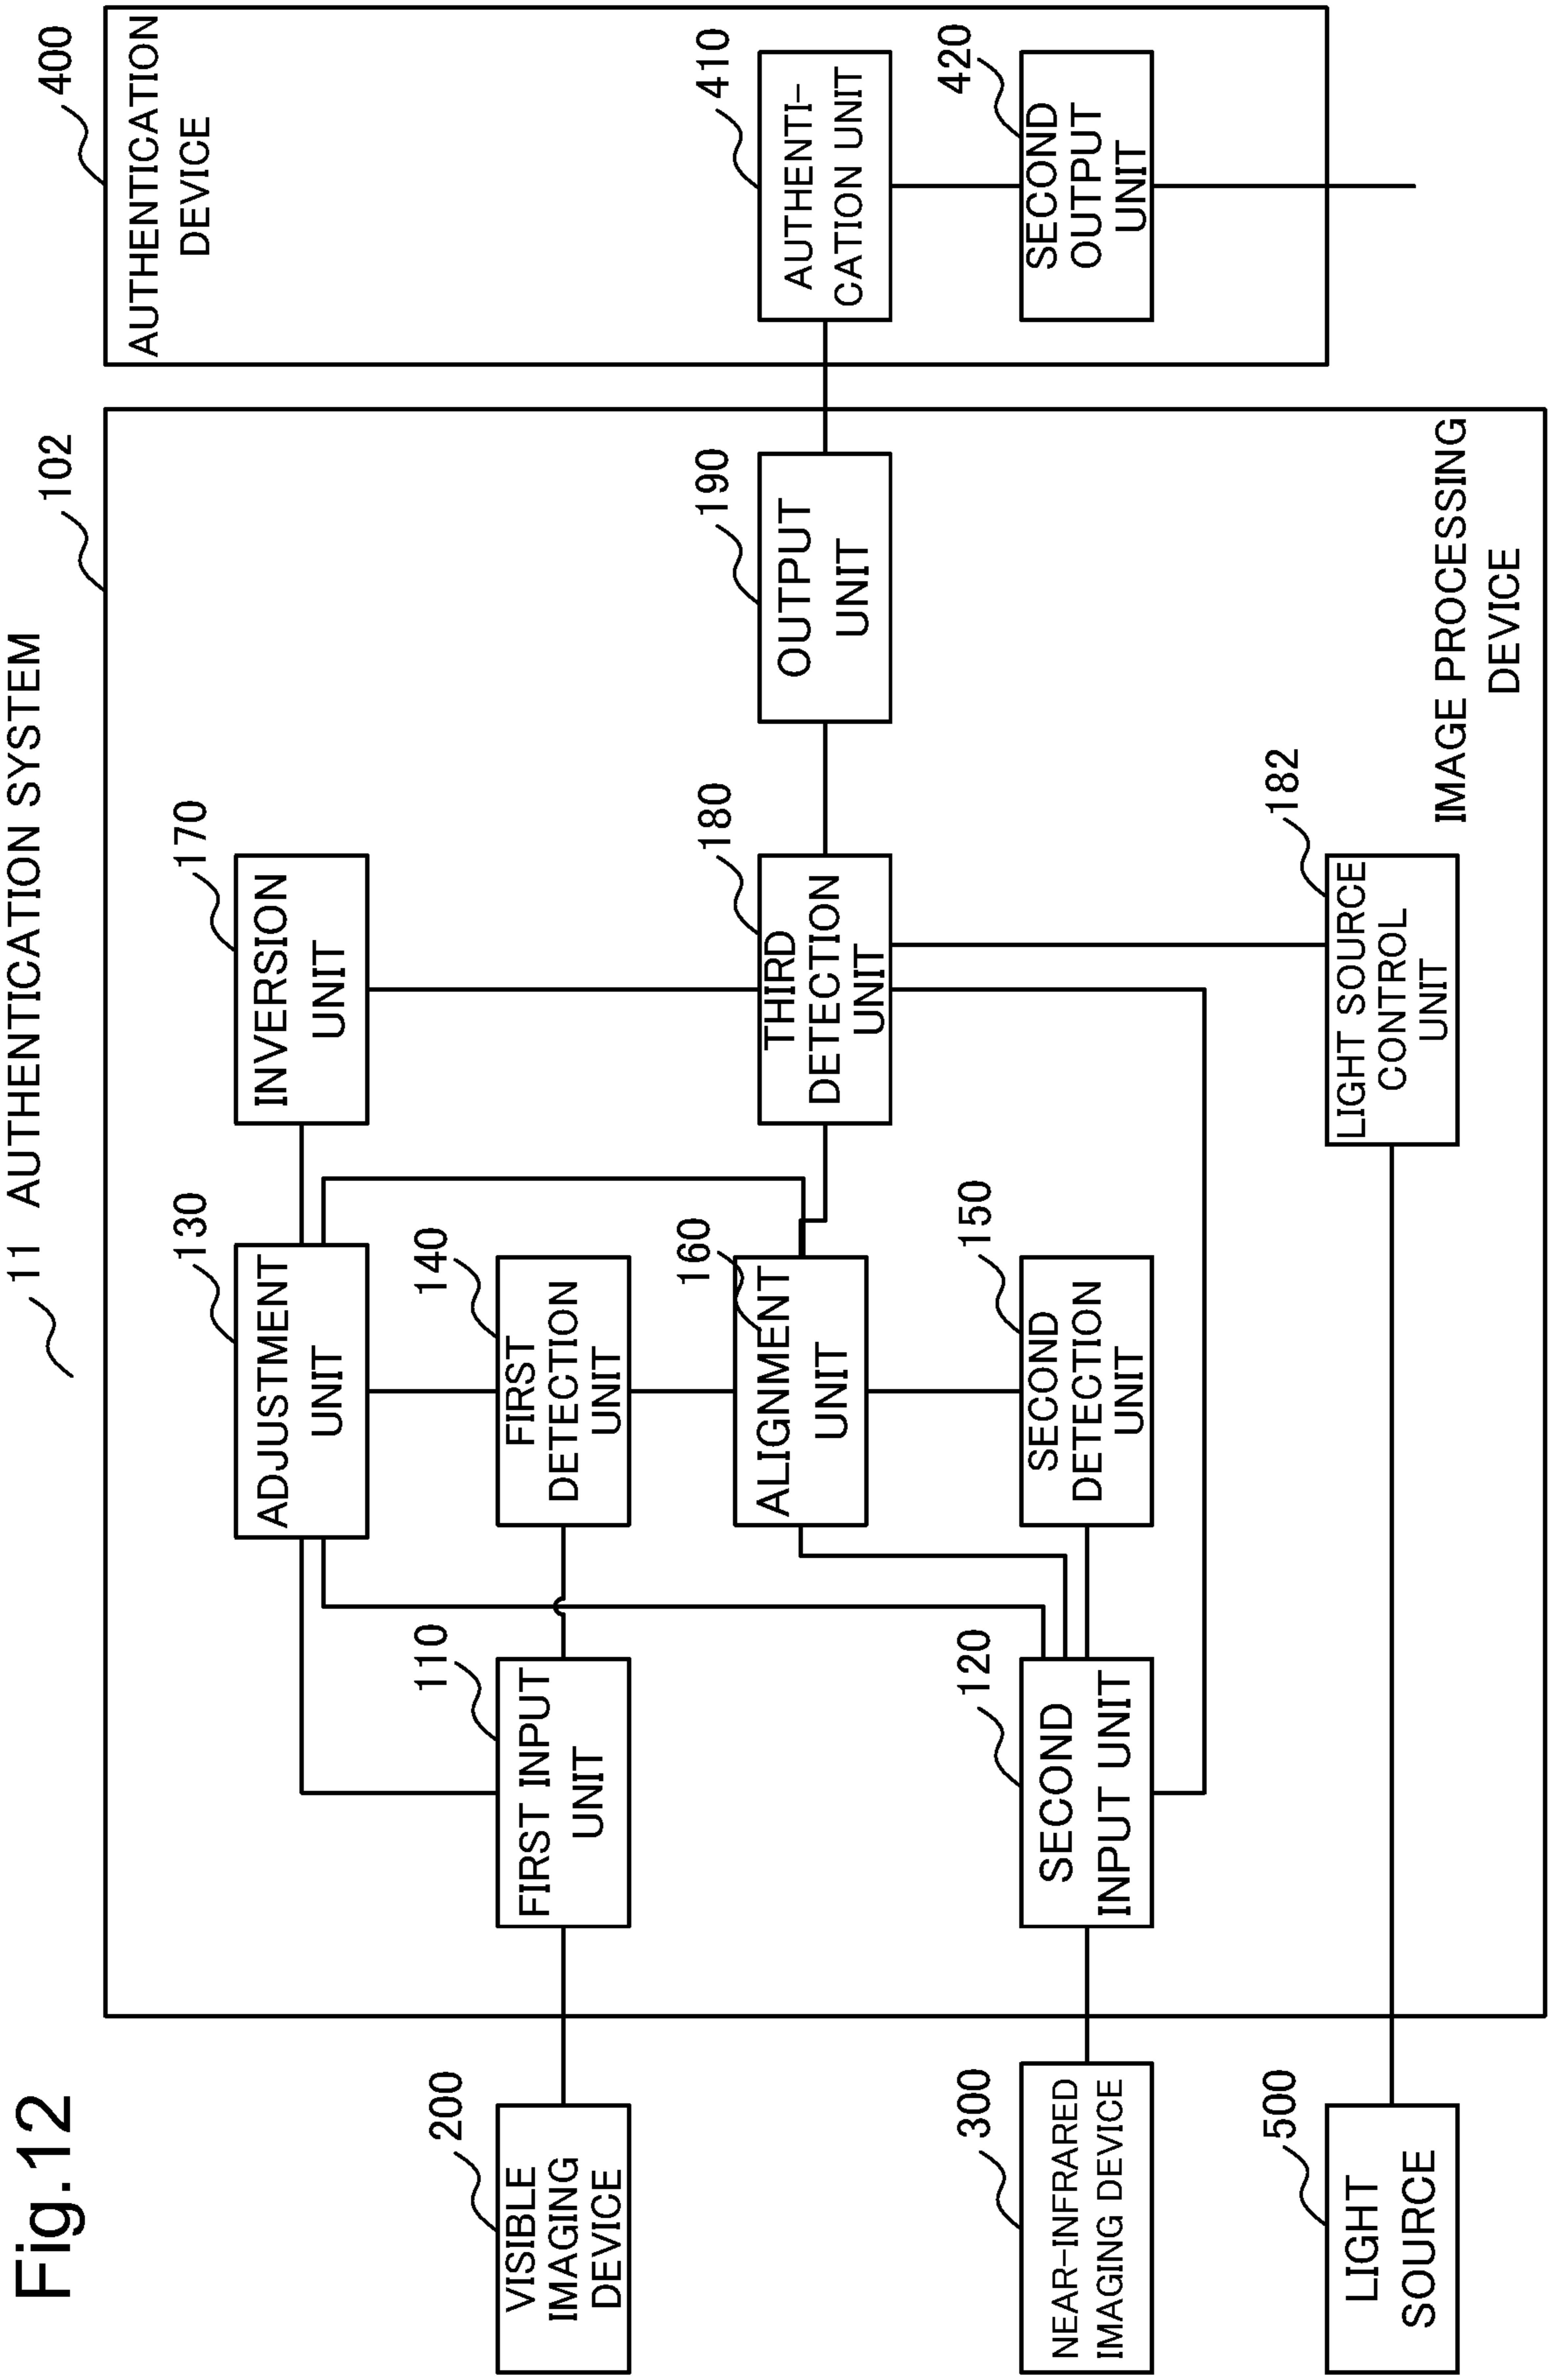 Fig.12
11 AUTHENTICATION SYSTEM
102
400
AUTHENTICATION
DEVICE
130
170
ADJUSTMENT
UNIT
INVERSION
UNIT
200
110
140
VISIBLE
IMAGING
DEVICE
FIRST INPUT
UNIT
FIRST
DETECTION
UNIT
160
180
190
410
ALIGNMENT
UNIT
THIRD
DETECTION
UNIT
OUTPUT
UNIT
AUTHENTI-
CATION UNIT
300
120
150
420
NEAR-INFRARED
IMAGING DEVICE
SECOND
INPUT UNIT
SECOND
DETECTION
UNIT
SECOND
OUTPUT
UNIT
500
182
LIGHT
SOURCE
LIGHT SOURCE
CONTROL
UNIT
IMAGE PROCESSING
DEVICE